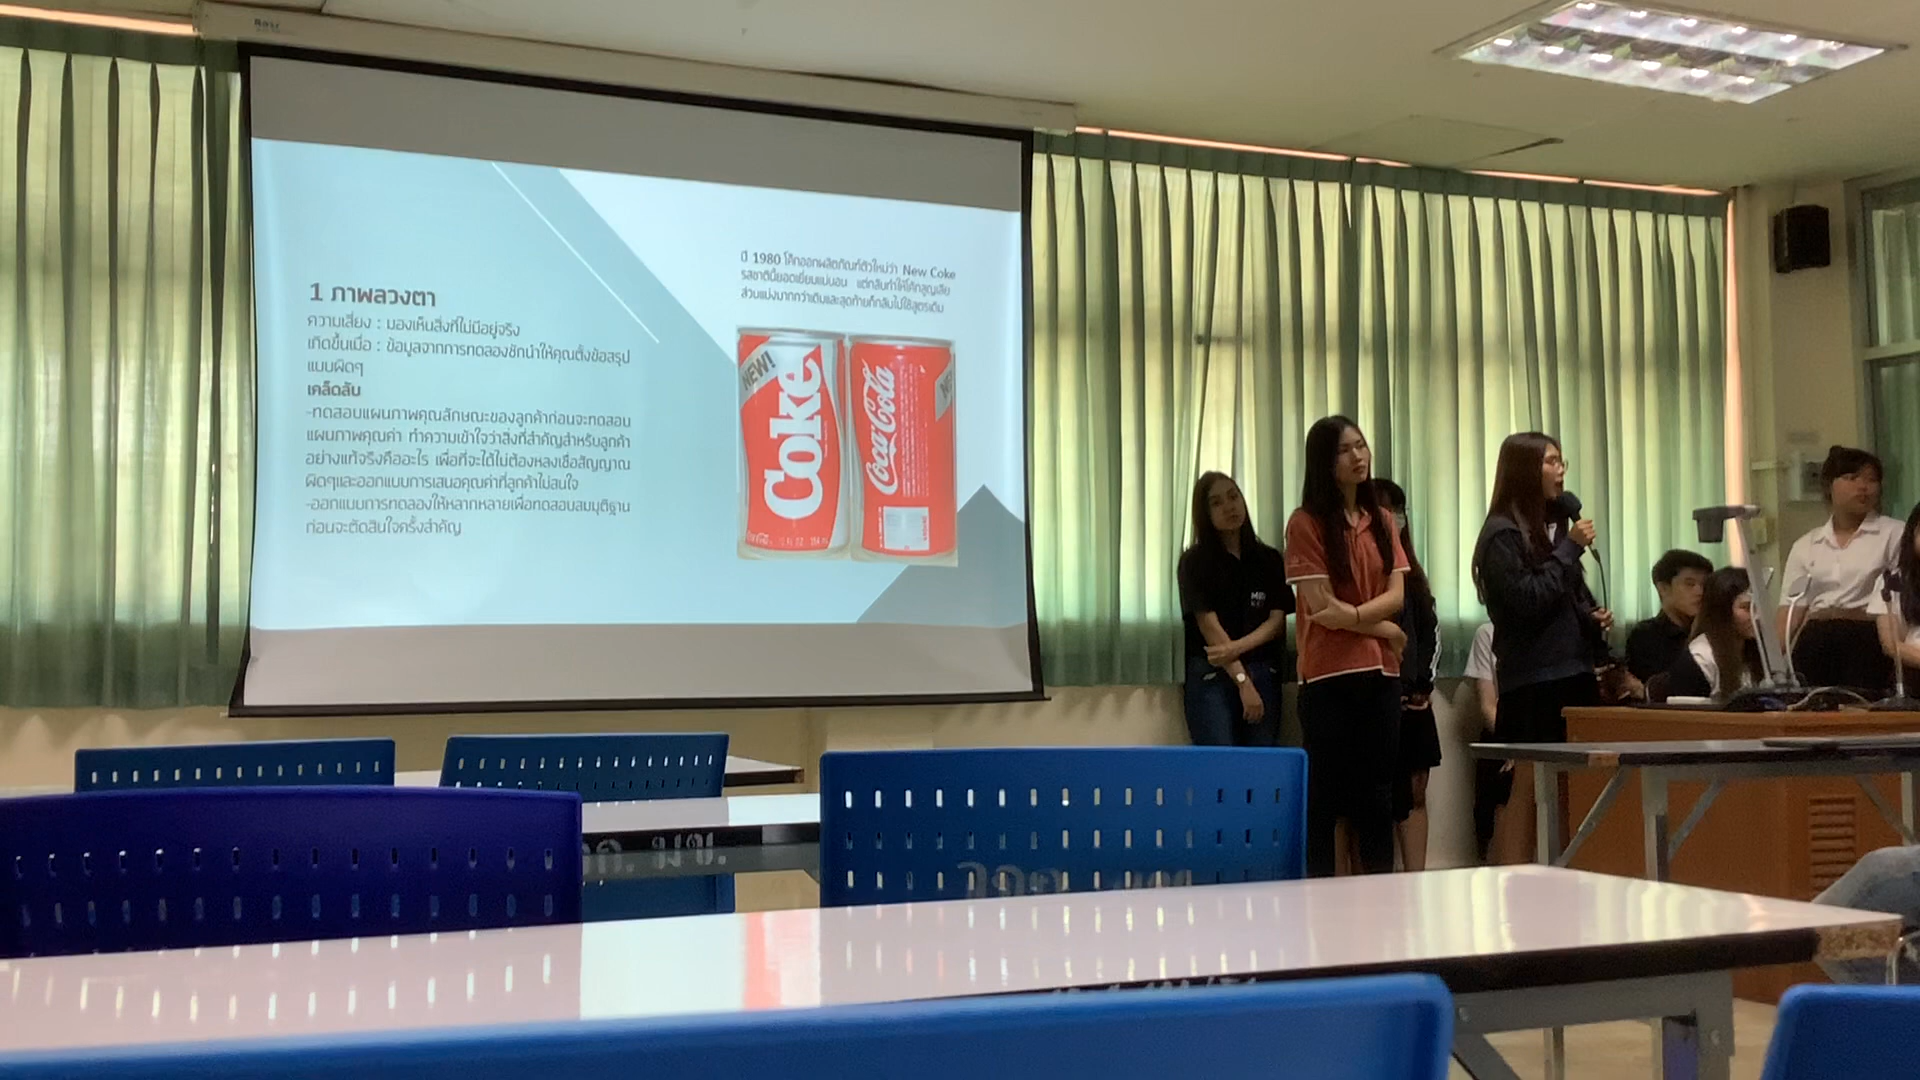 1 ภาพลวงตา
ความเสี่ยง : มองเห็นสิ่งที่ไม่มีอยู่จริง
เกิดขึ้นเมื่อ : ข้อมูลจากการทดลองชักนำให้คุณตั้งข้อสรุป
แบบผิดๆ
เคล็ดลับ
-ทดสอบแผนภาพคุณลักษณะของลูกค้าก่อนจะทดสอบ
แผนภาพคุณค่า ทำความเข้าใจว่าสิ่งที่สำคัญสำหรับลูกค้า
อย่างแท้จริงคืออะไร เพื่อที่จะได้ไม่ต้องหลงเชื่อสัญญาณ
ผิดๆและออกแบบการเสนอคุณค่าที่ลูกค้าไม่สนใจ
-ออกแบบการทดลองให้หลากหลายเพื่อทดสอบสมมุติฐาน
ก่อนจะตัดสินใจครั้งสำคัญ
ปี 1980 โค้กออกผลิตภัณฑ์ตัวใหม่ว่า New Coke
รสชาตินี้ยอดเยี่ยมแน่นอน แต่กลับทำให้โค้กสูญเสีย
ส่วนแบ่งมากกว่าเดิมและสุดท้ายก็กลับไปใช้สูตรเดิม
NEW!
Coke
Coca-Cola